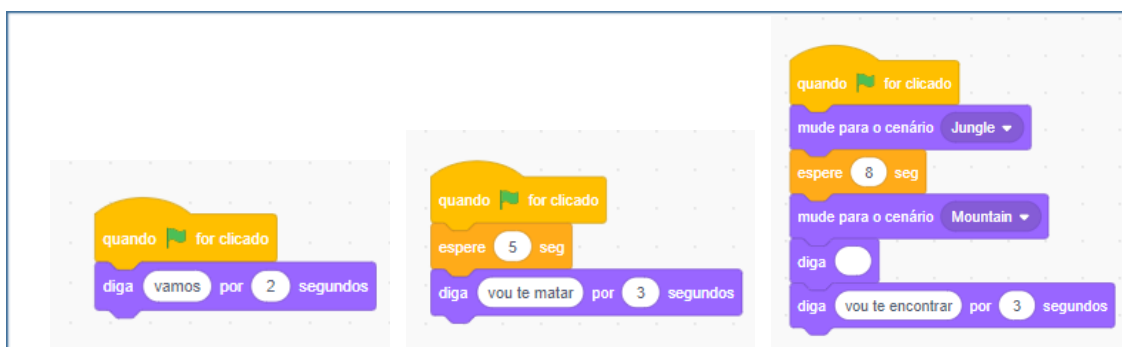 quando for clicado
diga vamos por 2 segundos
quando for clicado
espere 5 seg
diga vou te matar por 3 segundos
quando for clicado
mude para o cenário Jungle
espere 8 seg
mude para o cenário Mountain
diga
diga vou te encontrar por 3 segundos